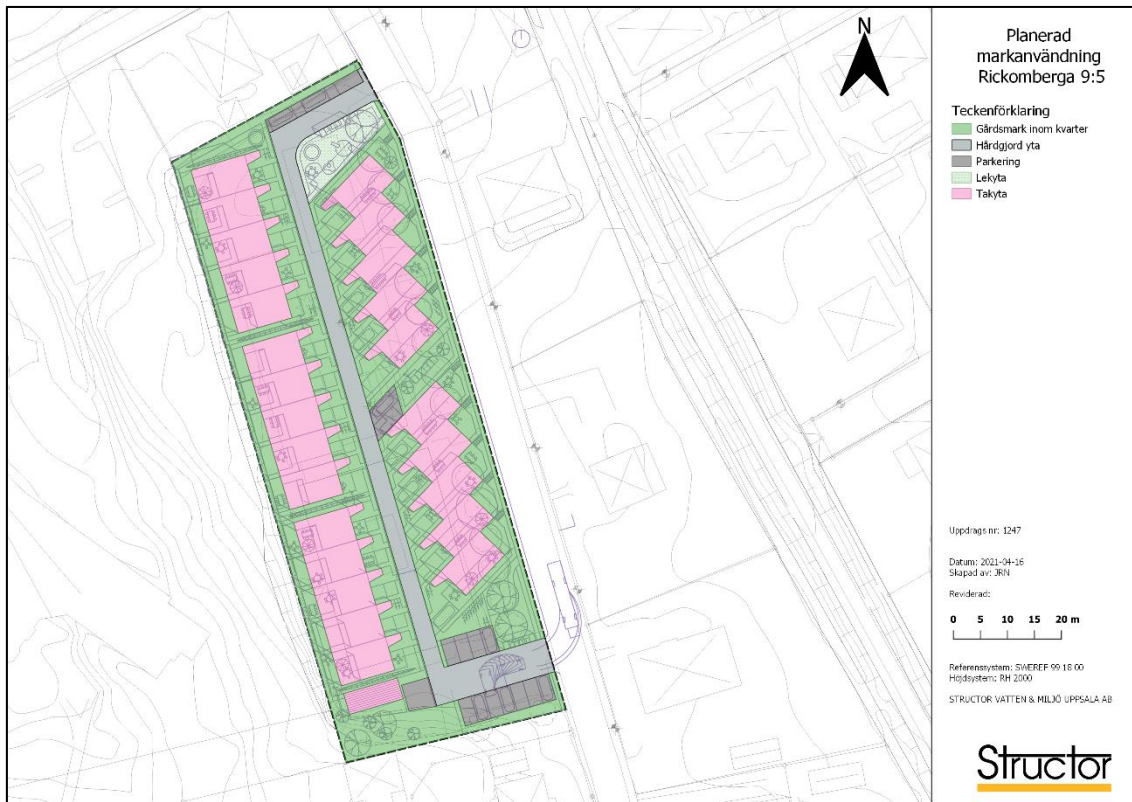 N
Planerad
markanvändning
Rickomberga 9:5
Teckenförklaring
Gårdsmark inom kvarter
Hårdgjord yta
Parkering
Lekyta
Takyta
Uppdrags nr: 1247
Datum: 2021-04-16
Skapad av: JRN
Reviderad:
0 5 10 15 20 m
Referenssystem: SWEREF 99 18 00
Höjdsystem: RH 2000
STRUCTOR VATTEN & MILJÖ UPPSALA AB
Structor